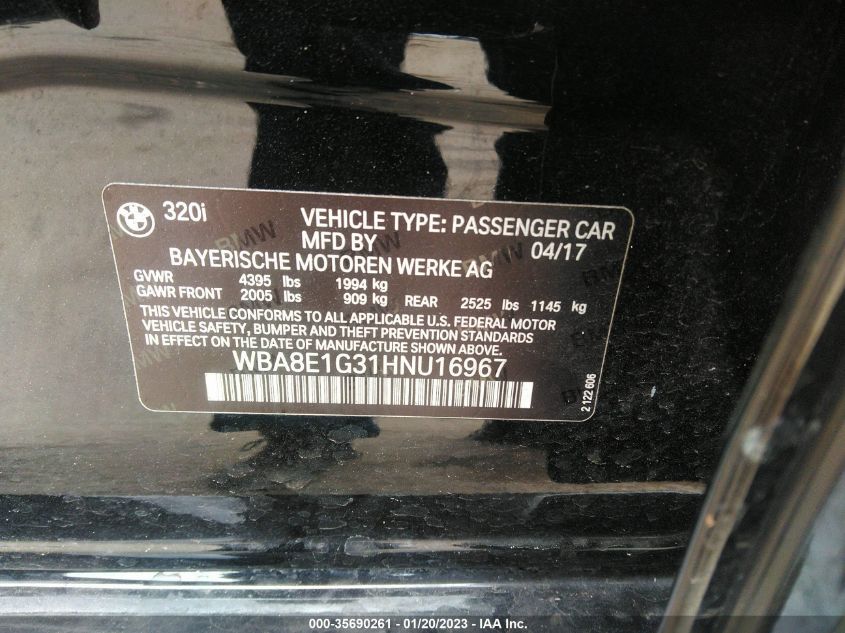 320i
VEHICLE TYPE: PASSENGER CAR
MFD BY 04/17
BAYERISCHE MOTOREN WERKE AG
GVWR 4395 lbs 1994 kg
GAWR FRONT 2005 lbs 909 kg REAR 2525 lbs 1145 kg
THIS VEHICLE CONFORMS TO ALL APPLICABLE U.S. FEDERAL MOTOR
VEHICLE SAFETY, BUMPER AND THEFT PREVENTION STANDARDS
IN EFFECT ON THE DATE OF MANUFACTURE SHOWN ABOVE.
WBA8E1G31HNU16967
2 122 606
000-35690261 - 01/20/2023 - IAA Inc.